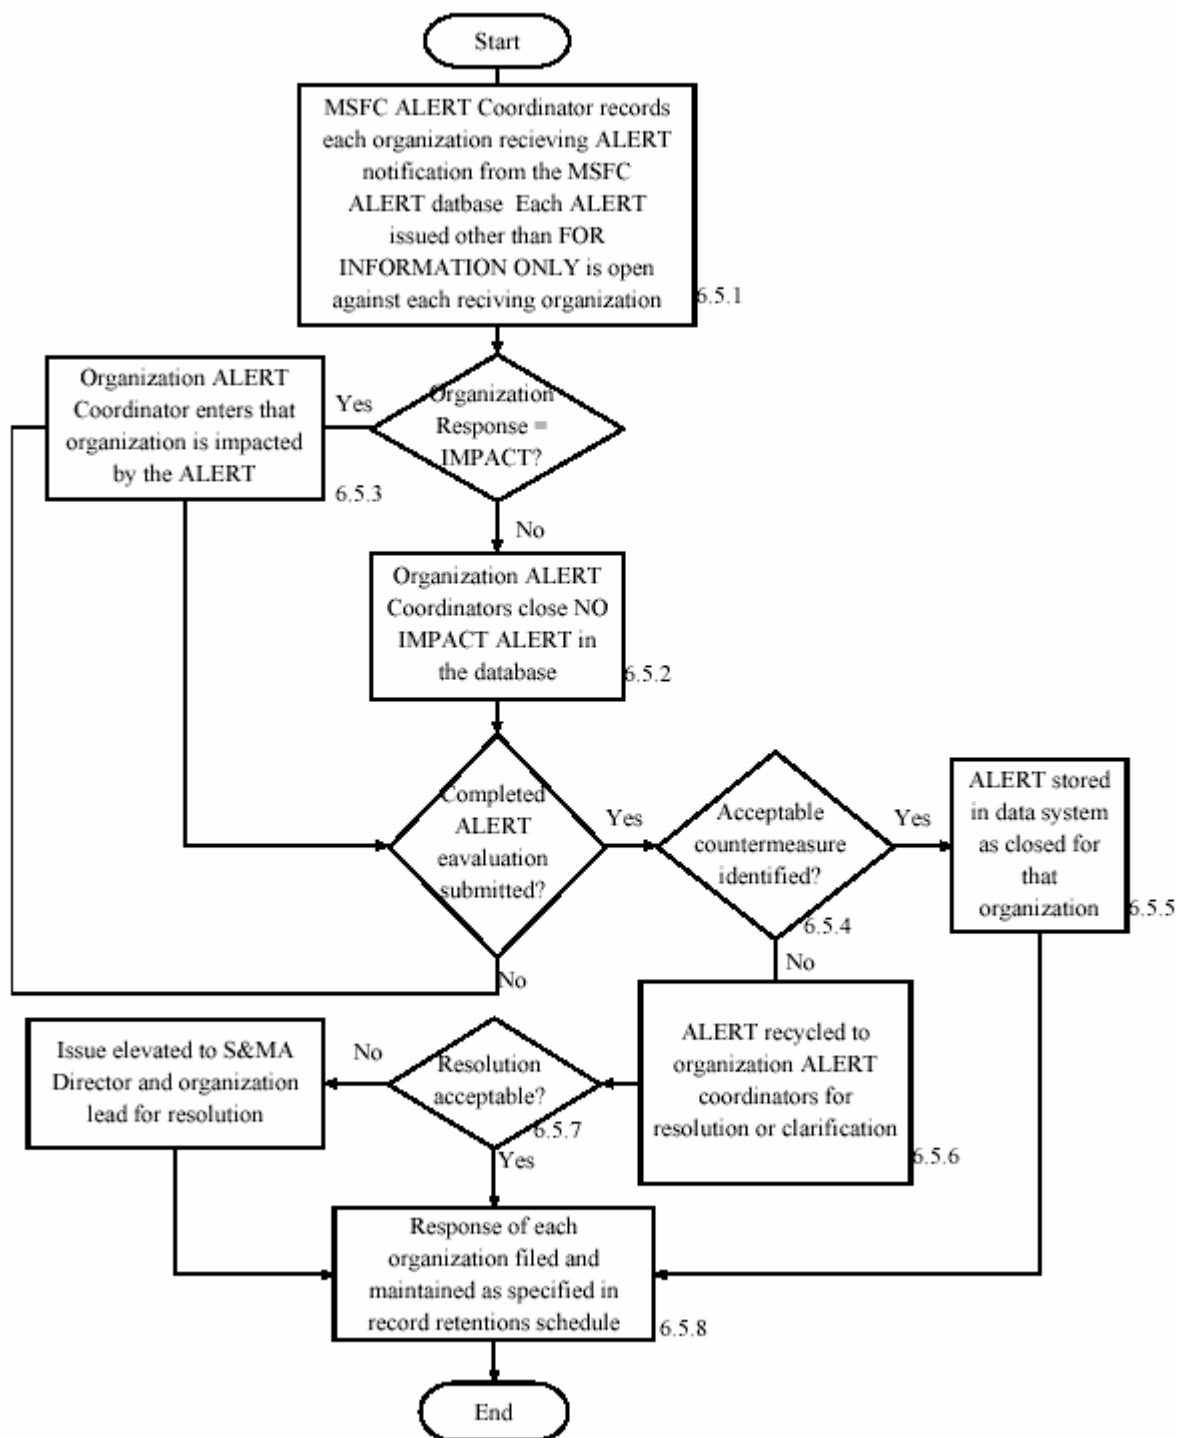 Start
MSFC ALERT Coordinator records
each organization recieving ALERT
notification from the MSFC
ALERT datbase Each ALERT
issued other than FOR
INFORMATION ONLY is open
against each reciving organization
6.5.1
Organization ALERT
Coordinator enters that
organization is impacted
by the ALERT
6.5.3
Yes
Organization
Response =
IMPACT?
No
Organization ALERT
Coordinators close NO
IMPACT ALERT in
the database
6.5.2
Completed
ALERT
eavaluation
submitted?
Yes
No
Acceptable
countermeasure
identified?
6.5.4
Yes
No
ALERT stored
in data system
as closed for
that
organization
6.5.5
ALERT recycled to
organization ALERT
coordinators for
resolution or clarification
6.5.6
Resolution
acceptable?
6.5.7
No
Yes
Issue elevated to S&MA
Director and organization
lead for resolution
Response of each
organization filed and
maintained as specified in
record retentions schedule
6.5.8
End